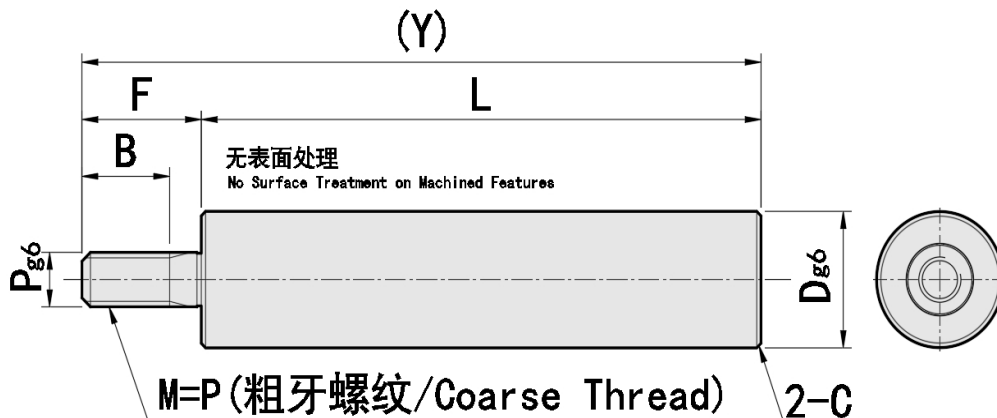 (Y)
F
L
B
无表面处理
No Surface Treatment on Machined Features
Pg6
Dg6
M=P(粗牙螺纹/Coarse Thread)
2-C